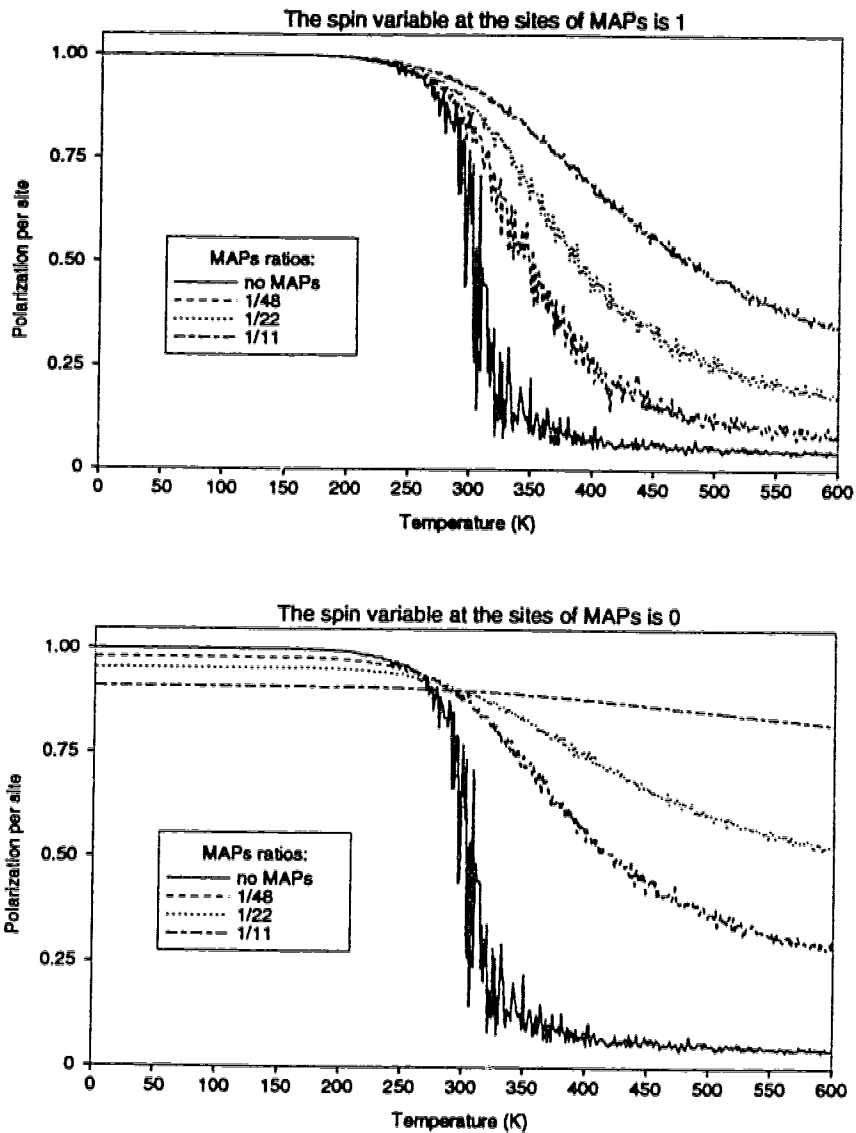 The spin variable at the sites of MAPs is 1
1.00
0.75
0.50
0.25
0
Polarization per site
MAPs ratios:
no MAPs
1/48
1/22
1/11
0 50 100 150 200 250 300 350 400 450 500 550 600
Temperature (K)
The spin variable at the sites of MAPs is 0
1.00
0.75
0.50
0.25
0
Polarization per site
MAPs ratios:
no MAPs
1/48
1/22
1/11
0 50 100 150 200 250 300 350 400 450 500 550 600
Temperature (K)